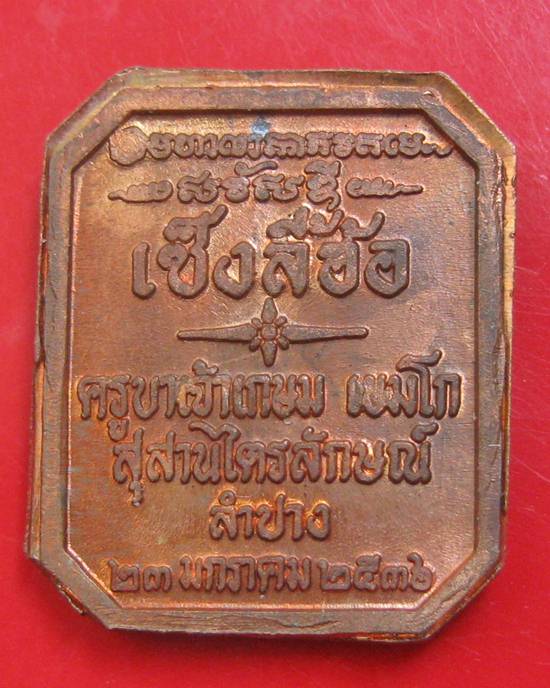 เซ็งลี้ฮ้อ
ครูบาเจ้าเกษม เขมโก
สุสานไตรลักษณ์
ลำปาง
๒๓ มกราคม ๒๕๓๖